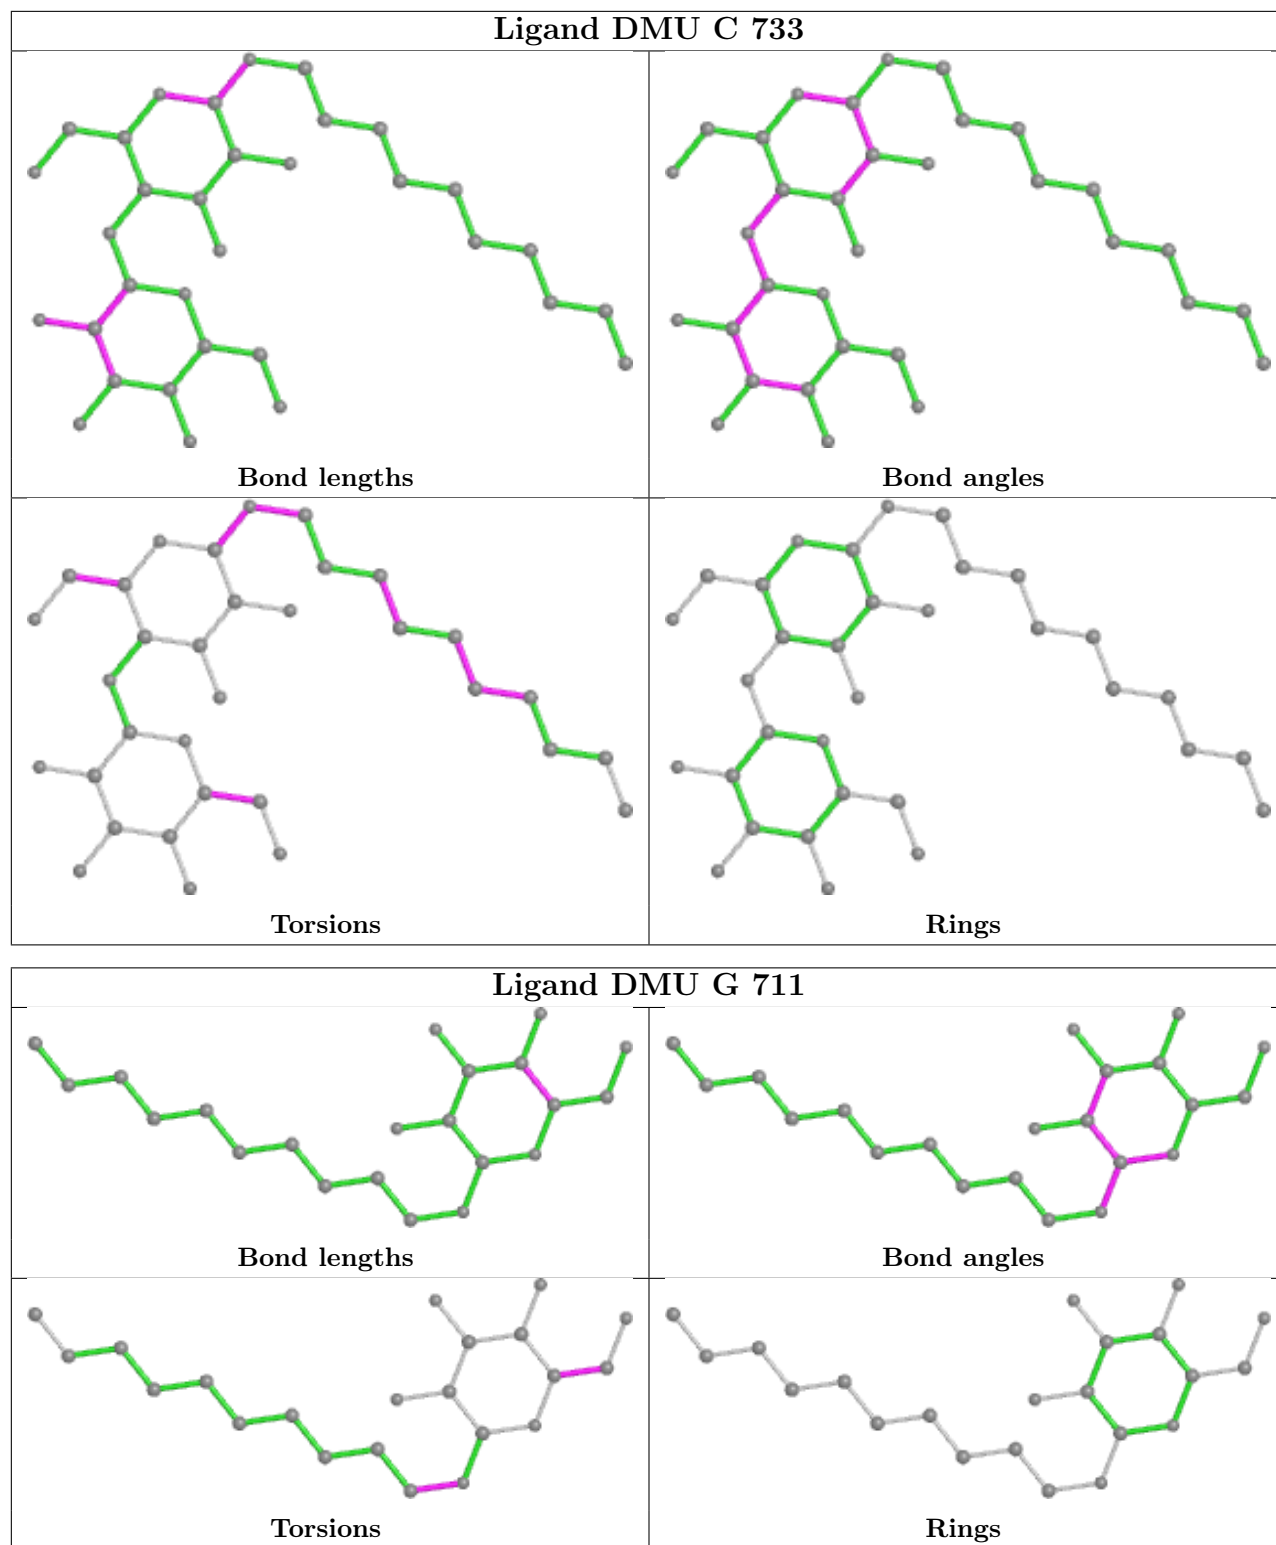 Ligand DMU C 733
Bond lengths
Bond angles
Torsions
Rings
Ligand DMU G 711
Bond lengths
Bond angles
Torsions
Rings